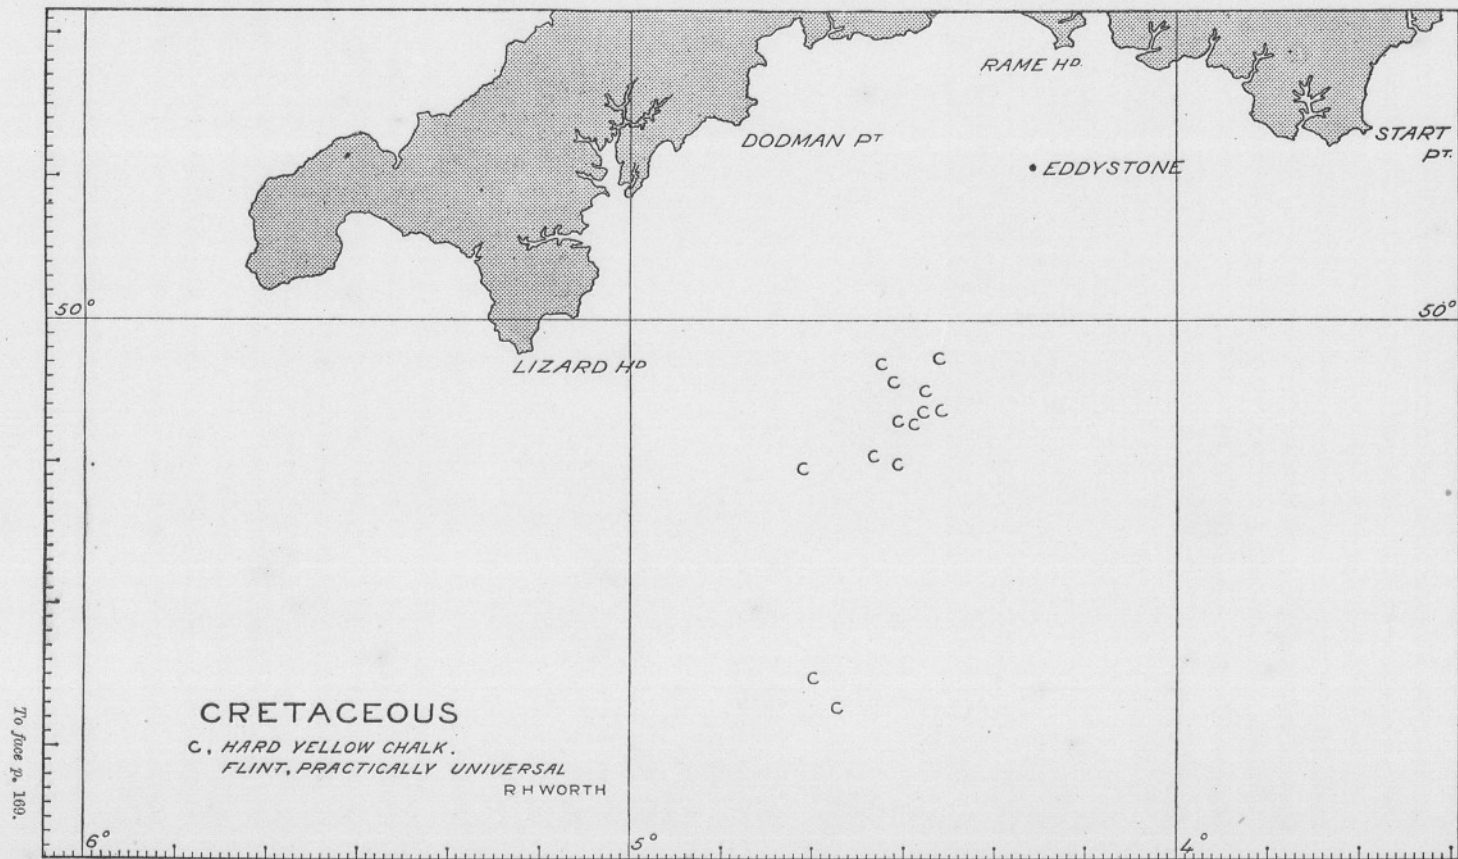 RAME HD.
DODMAN PT
START
PT.
EDDYSTONE
50°
50°
LIZARD HD
C
C
C
C
C
C
C
C
C
C
C
C
C
CRETACEOUS
C, HARD YELLOW CHALK.
FLINT, PRACTICALLY UNIVERSAL
R H WORTH
6°
5°
4°
To face p. 169.